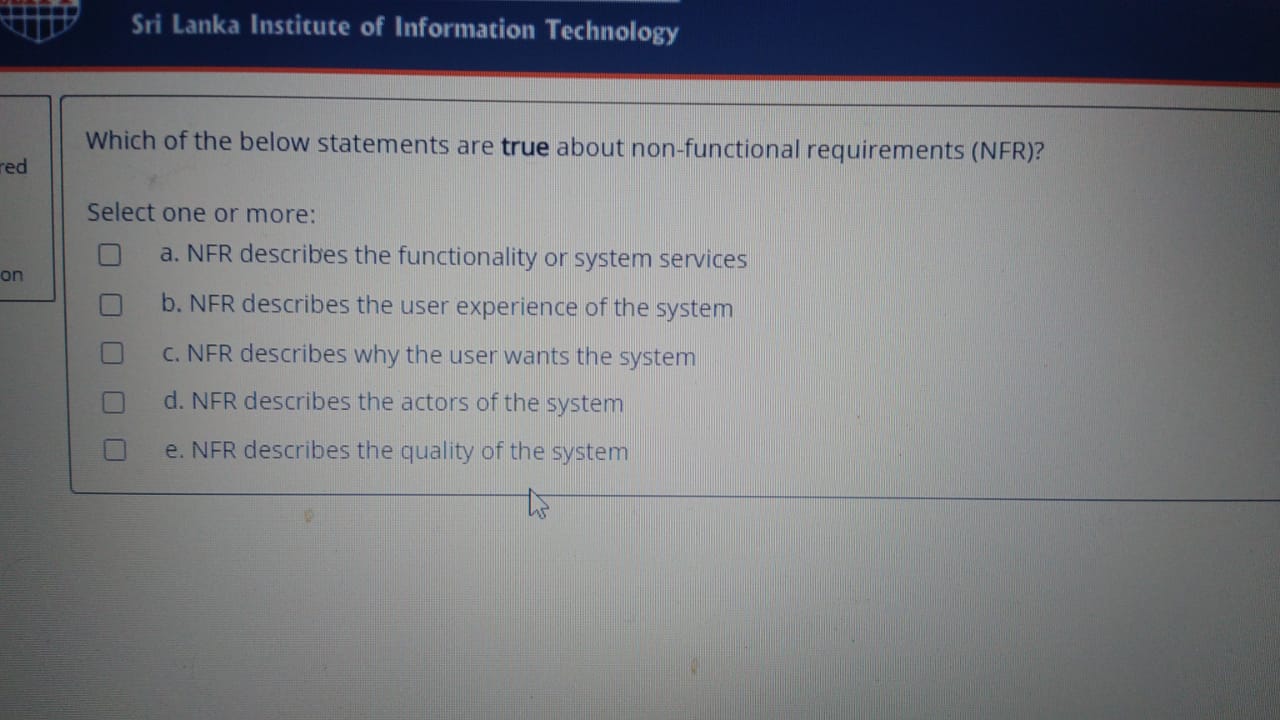 Sri Lanka Institute of Information Technology
Which of the below statements are true about non-functional requirements (NFR)?
red
Select one or more:
a. NFR describes the functionality or system services
on
b. NFR describes the user experience of the system
c. NFR describes why the user wants the system
d. NFR describes the actors of the system
e. NFR describes the quality of the system